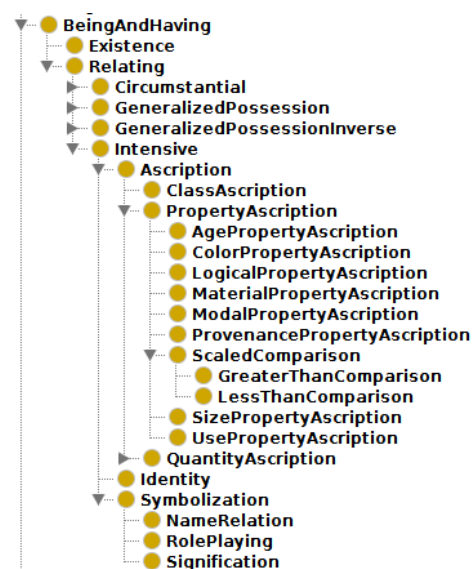 BeingAndHaving
Existence
Relating
Circumstantial
GeneralizedPossession
GeneralizedPossessionInverse
Intensive
Ascription
ClassAscription
PropertyAscription
AgePropertyAscription
ColorPropertyAscription
LogicalPropertyAscription
MaterialPropertyAscription
ModalPropertyAscription
ProvenancePropertyAscription
ScaledComparison
GreaterThanComparison
LessThanComparison
SizePropertyAscription
UsePropertyAscription
QuantityAscription
Identity
Symbolization
NameRelation
RolePlaying
Signification